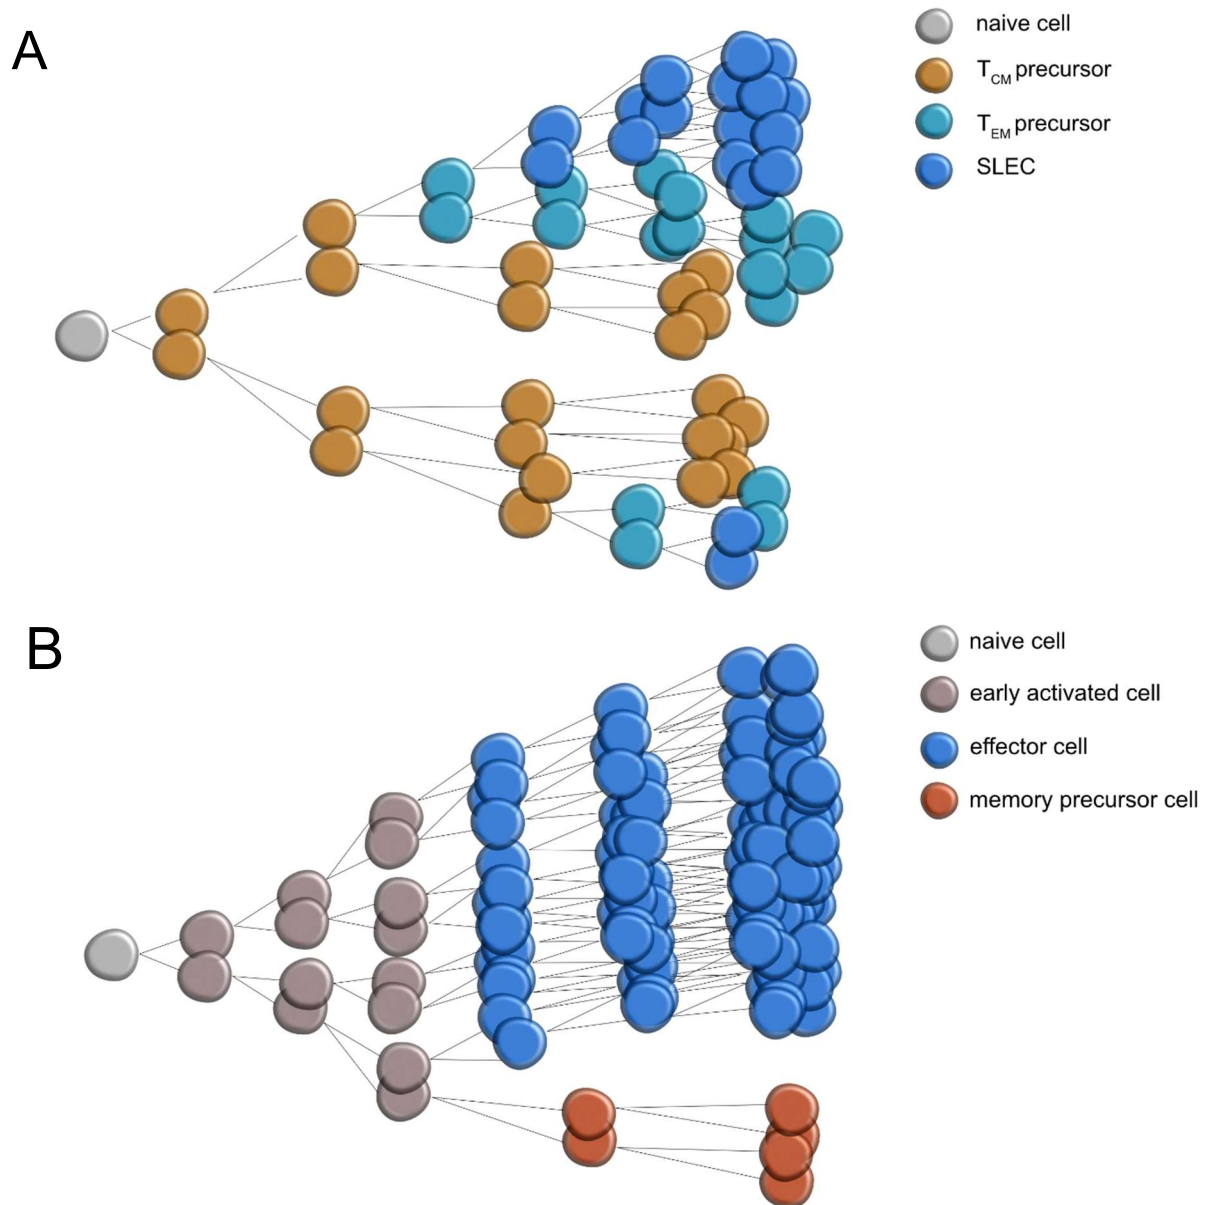 A
naive cell
TCM precursor
TEM precursor
SLEC
B
naive cell
early activated cell
effector cell
memory precursor cell